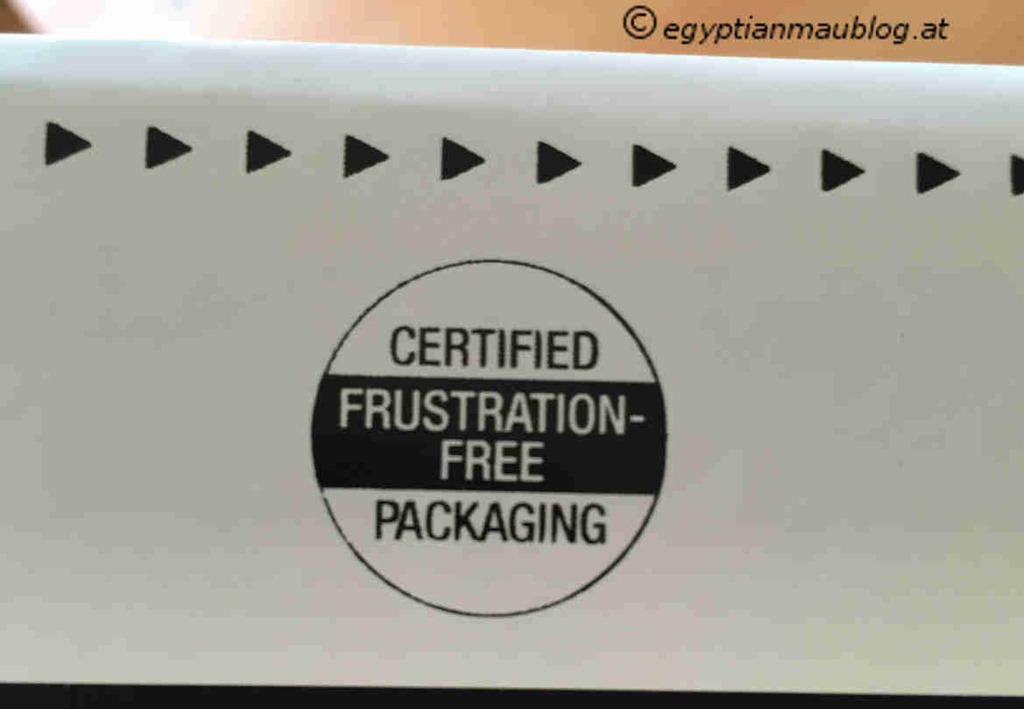 © egyptianmaublog.at
CERTIFIED
FRUSTRATION-
FREE
PACKAGING